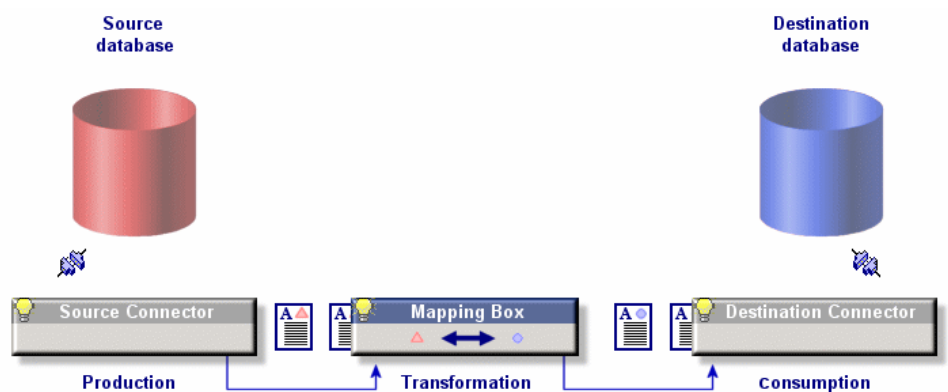 Source
database
Destination
database
Source Connector
A
A
Mapping Box
A
A
Destination Connector
Production
Transformation
Consumption